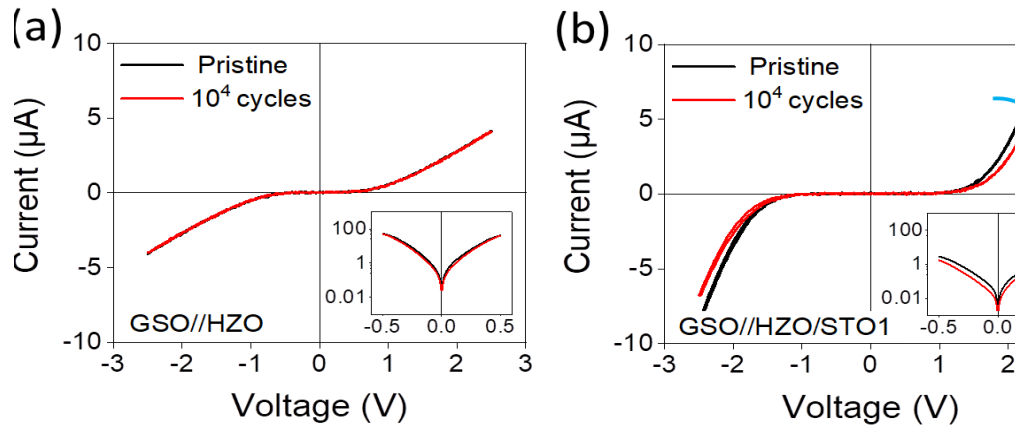 (a)
10
5
0
-5
-10
Current (µA)
Pristine
10⁴ cycles
100
1
0.01
-0.5 0.0 0.5
GSO//HZO
-3 -2 -1 0 1 2 3
Voltage (V)
(b)
10
5
0
-5
-10
Current (µA)
Pristine
10⁴ cycles
100
1
0.01
-0.5 0.0
GSO//HZO/STO1
-3 -2 -1 0 1 2
Voltage (V)